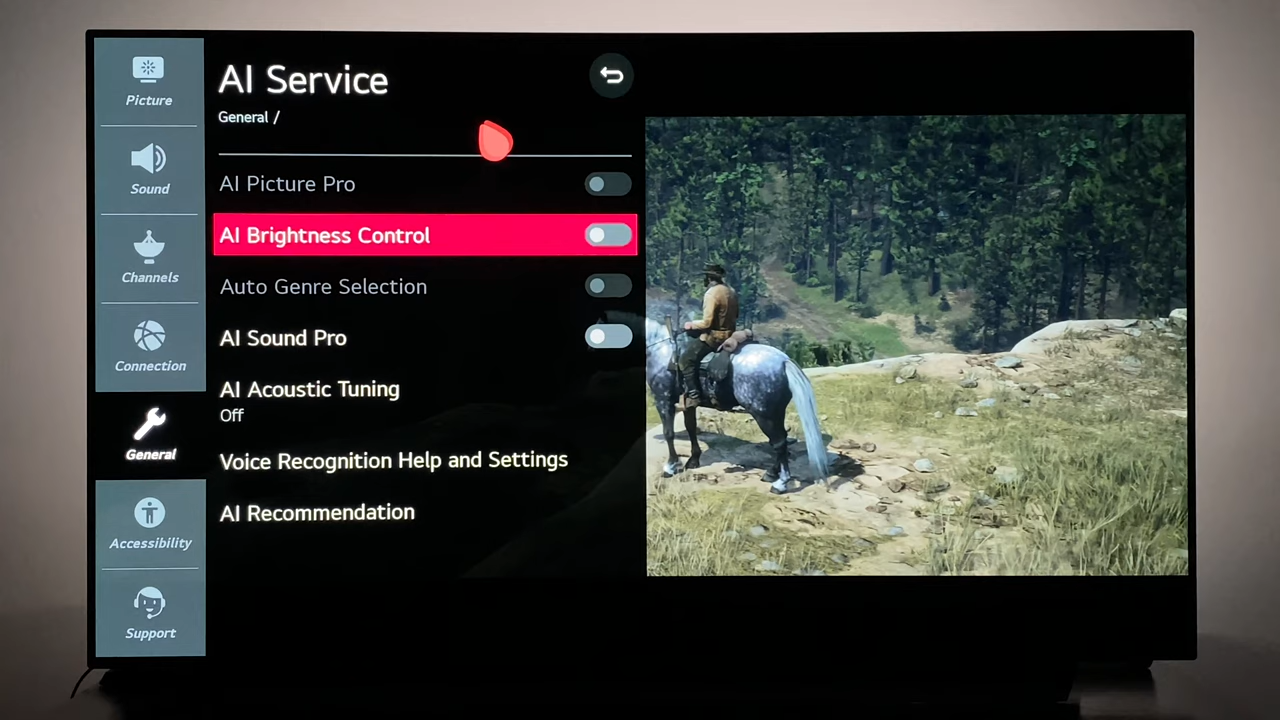 Picture
Sound
Channels
Connection
General
Accessibility
Support
AI Service
General /
AI Picture Pro
AI Brightness Control
Auto Genre Selection
AI Sound Pro
AI Acoustic Tuning
Off
Voice Recognition Help and Settings
AI Recommendation